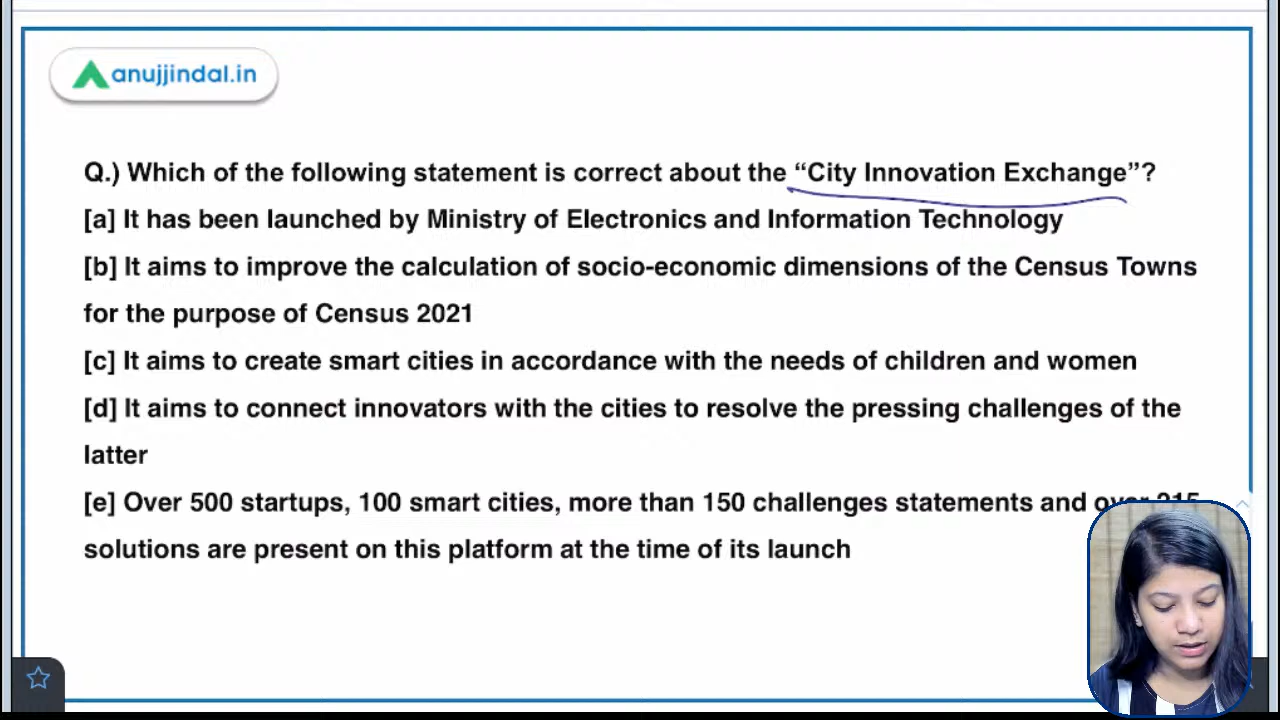 anujjindal.in
Q.) Which of the following statement is correct about the “City Innovation Exchange”?
[a] It has been launched by Ministry of Electronics and Information Technology
[b] It aims to improve the calculation of socio-economic dimensions of the Census Towns
for the purpose of Census 2021
[c] It aims to create smart cities in accordance with the needs of children and women
[d] It aims to connect innovators with the cities to resolve the pressing challenges of the
latter
[e] Over 500 startups, 100 smart cities, more than 150 challenges statements and over
solutions are present on this platform at the time of its launch